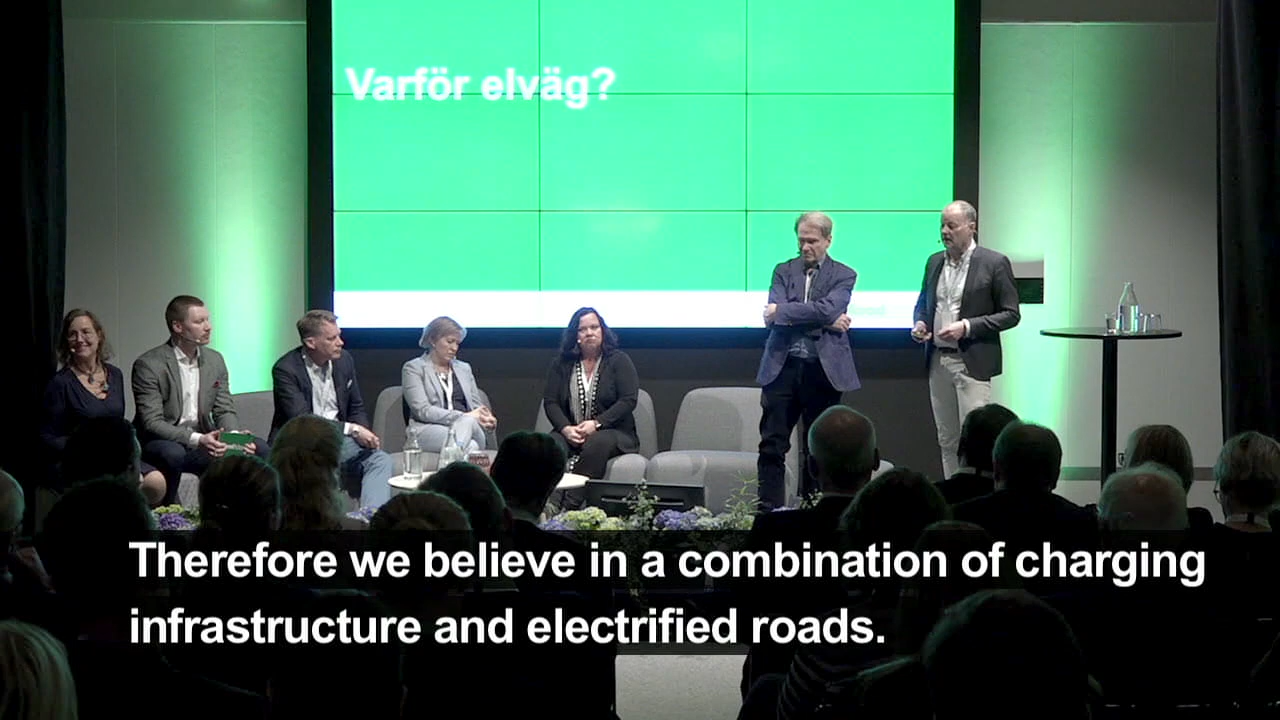 Varför elväg?
Therefore we believe in a combination of charging
infrastructure and electrified roads.